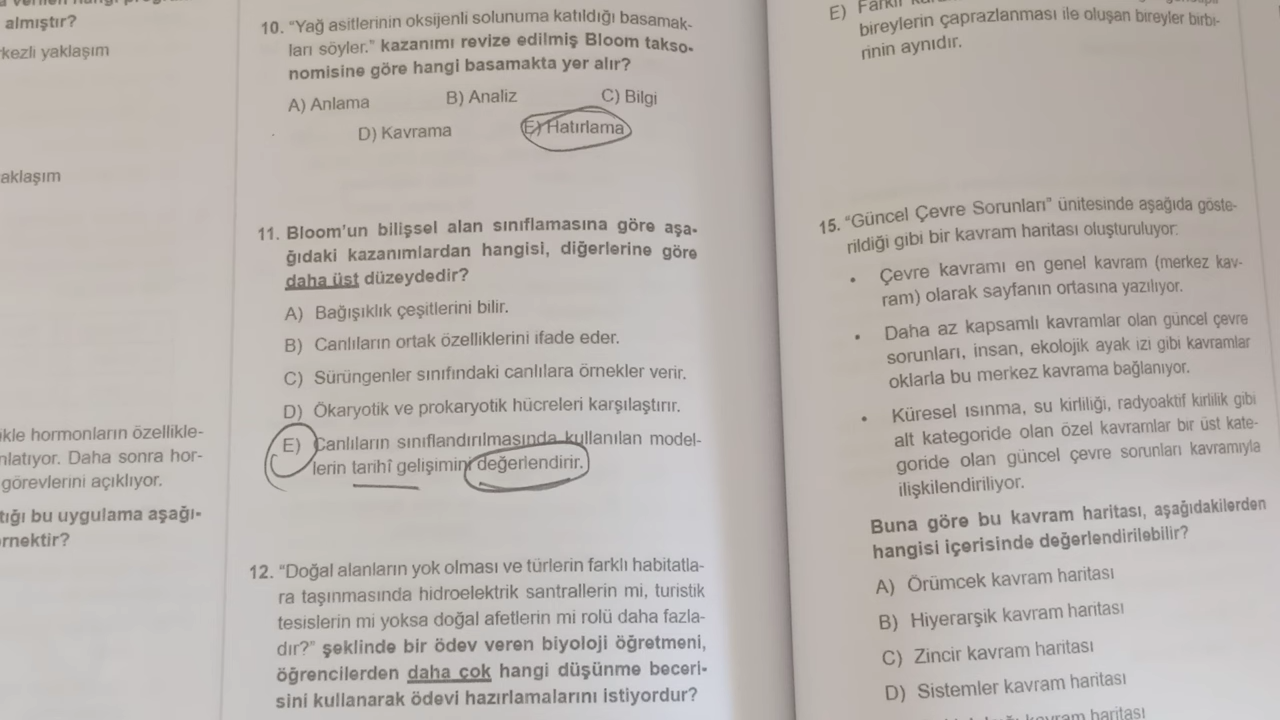 almıştır?
kezli yaklaşım
aklaşım
nlatıyor. Daha sonra hor-
görevlerini açıklıyor.
tığı bu uygulama aşağı-
10. "Yağ asitlerinin oksijenli solunuma katıldığı basamak-
ları söyler." kazanımı revize edilmiş Bloom takso-
nomisine göre hangi basamakta yer alır?
A) Anlama B) Analiz C) Bilgi
D) Kavrama E) Hatırlama
11. Bloom'un bilişsel alan sınıflamasına göre aşa-
ğıdaki kazanımlardan hangisi, diğerlerine göre
daha üst düzeydedir?
A) Bağışıklık çeşitlerini bilir.
B) Canlıların ortak özelliklerini ifade eder.
C) Sürüngenler sınıfındaki canlılara örnekler verir.
D) Ökaryotik ve prokaryotik hücreleri karşılaştırır.
E) Canlıların sınıflandırılmasında kullanılan model-
lerin tarihî gelişimini değerlendirir.
12. "Doğal alanların yok olması ve türlerin farklı habitatla-
ra taşınmasında hidroelektrik santrallerin mi, turistik
tesislerin mi yoksa doğal afetlerin mi rolü daha fazla-
dır?" şeklinde bir ödev veren biyoloji öğretmeni,
öğrencilerden daha çok hangi düşünme beceri-
sini kullanarak ödevi hazırlamalarını istiyordur?
E)
bireylerin çaprazlanması ile oluşan bireyler birbi-
rinin aynıdır.
15. "Güncel Çevre Sorunları" ünitesinde aşağıda göste-
rildiği gibi bir kavram haritası oluşturuluyor:
• Çevre kavramı en genel kavram (merkez kav-
ram) olarak sayfanın ortasına yazılıyor.
• Daha az kapsamlı kavramlar olan güncel çevre
sorunları, insan, ekolojik ayak izi gibi kavramlar
oklarla bu merkez kavrama bağlanıyor.
• Küresel ısınma, su kirliliği, radyoaktif kirlilik gibi
alt kategoride olan özel kavramlar bir üst kate-
goride olan güncel çevre sorunları kavramıyla
ilişkilendiriliyor.
Buna göre bu kavram haritası, aşağıdakilerden
hangisi içerisinde değerlendirilebilir?
A) Örümcek kavram haritası
B) Hiyerarşik kavram haritası
C) Zincir kavram haritası
D) Sistemler kavram haritası
kavram haritası